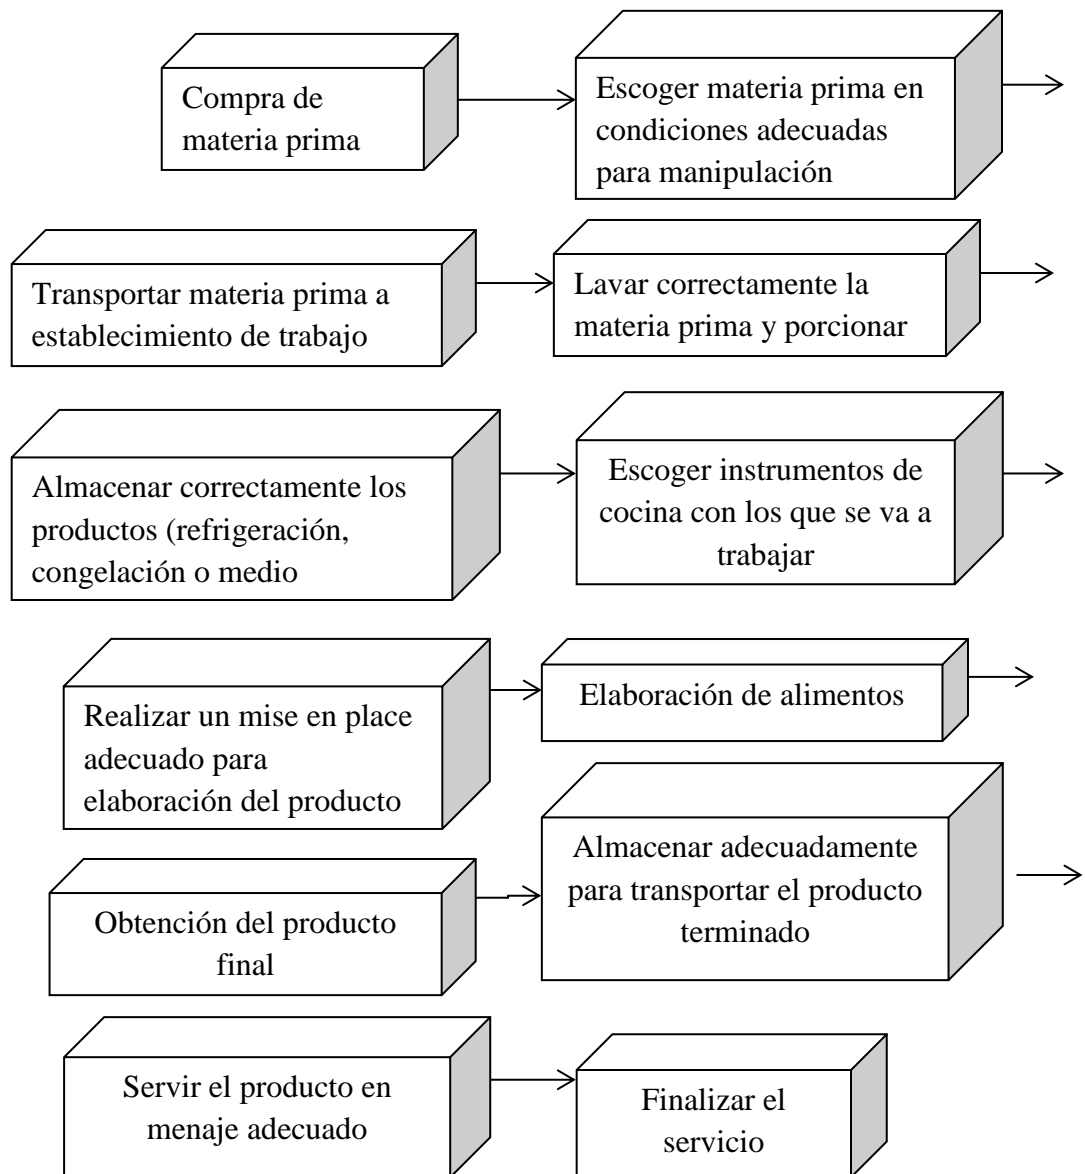 Compra de
materia prima
Escoger materia prima en
condiciones adecuadas
para manipulación
Transportar materia prima a
establecimiento de trabajo
Lavar correctamente la
materia prima y porcionar
Almacenar correctamente los
productos (refrigeración,
congelación o medio
Escoger instrumentos de
cocina con los que se va a
trabajar
Realizar un mise en place
adecuado para
elaboración del producto
Elaboración de alimentos
Obtención del producto
final
Almacenar adecuadamente
para transportar el producto
terminado
Servir el producto en
menaje adecuado
Finalizar el
servicio